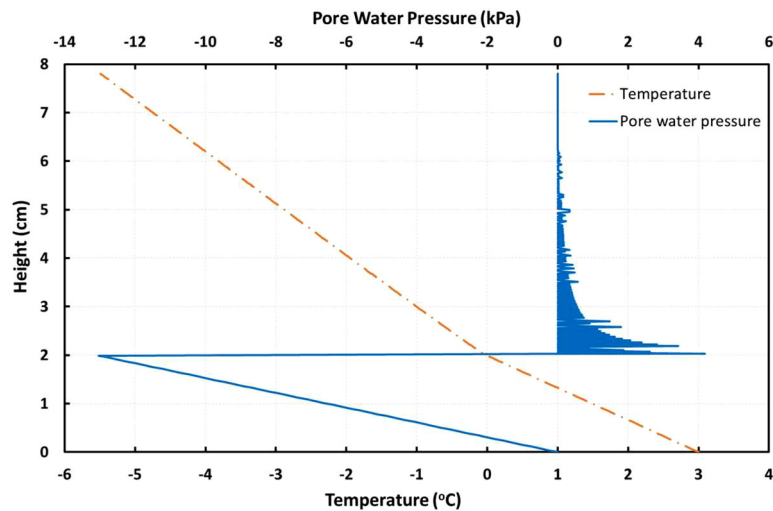 Pore Water Pressure (kPa)
-14 -12 -10 -8 -6 -4 -2 0 2 4 6
8
7
6
5
4
3
2
1
0
Height (cm)
Temperature
Pore water pressure
-6 -5 -4 -3 -2 -1 0 1 2 3 4
Temperature (°C)